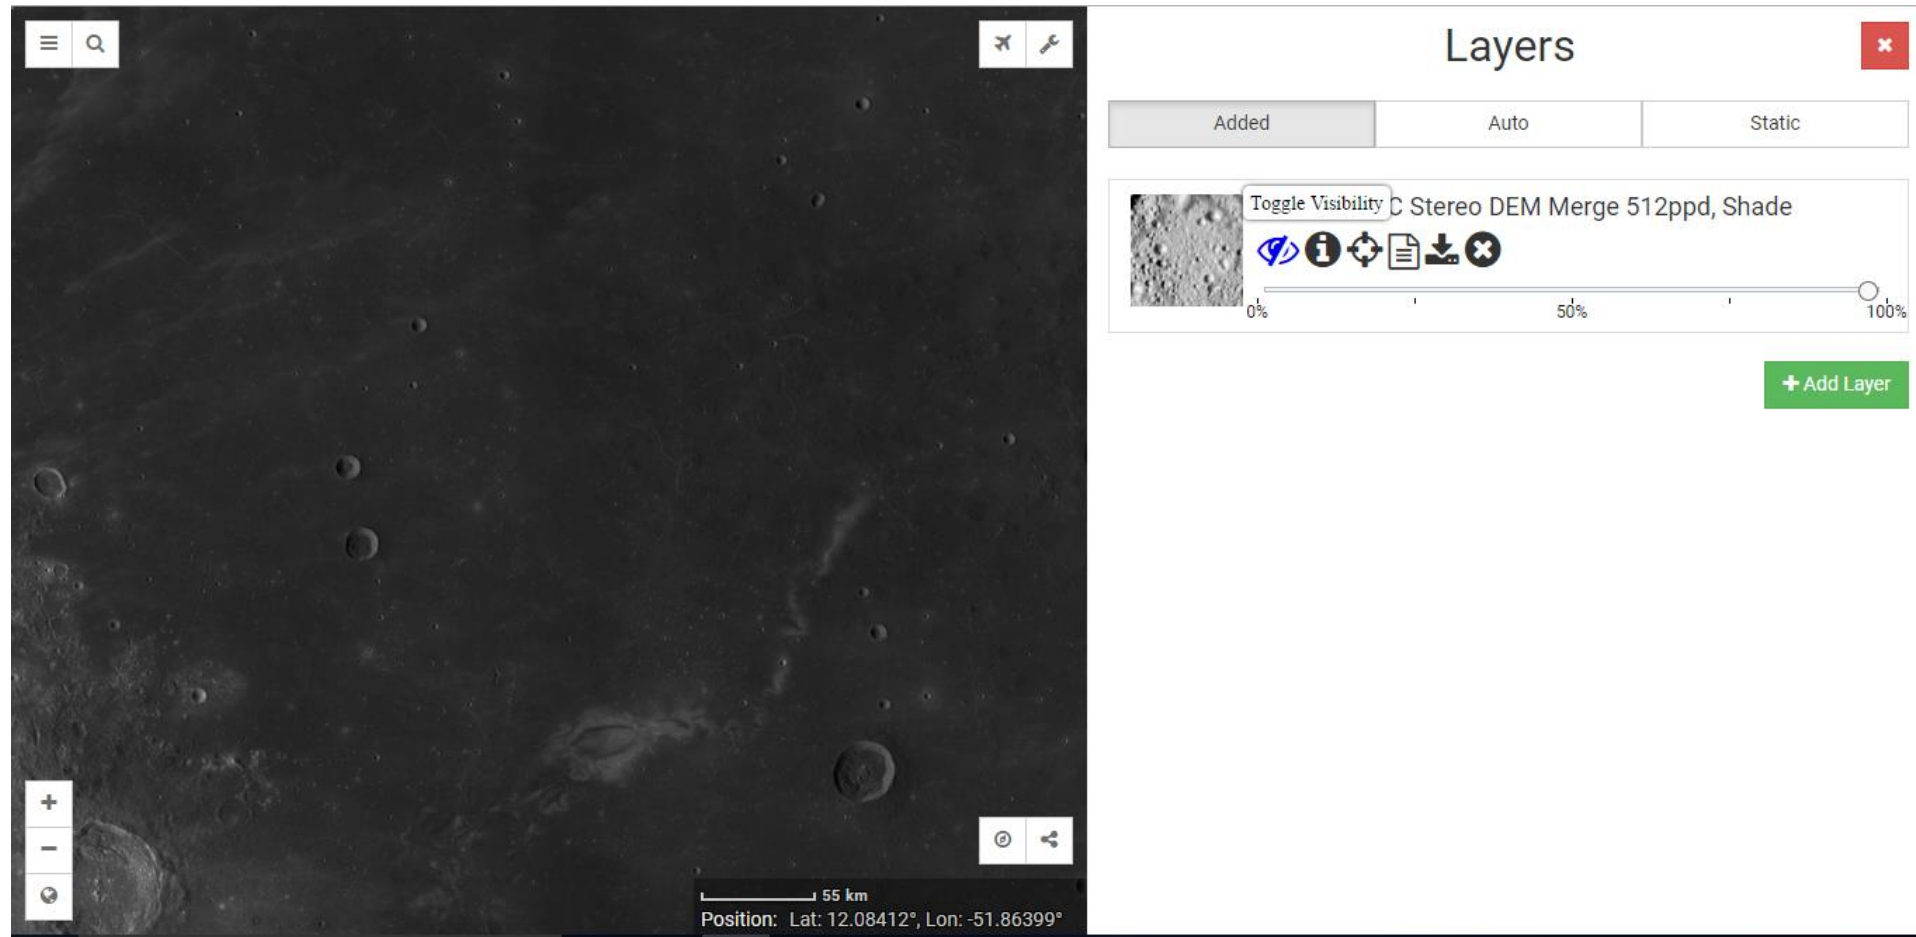 Layers
Added
Auto
Static
Toggle Visibility
C Stereo DEM Merge 512ppd, Shade
0%
50%
100%
Add Layer
55 km
Position: Lat: 12.08412°, Lon: -51.86399°